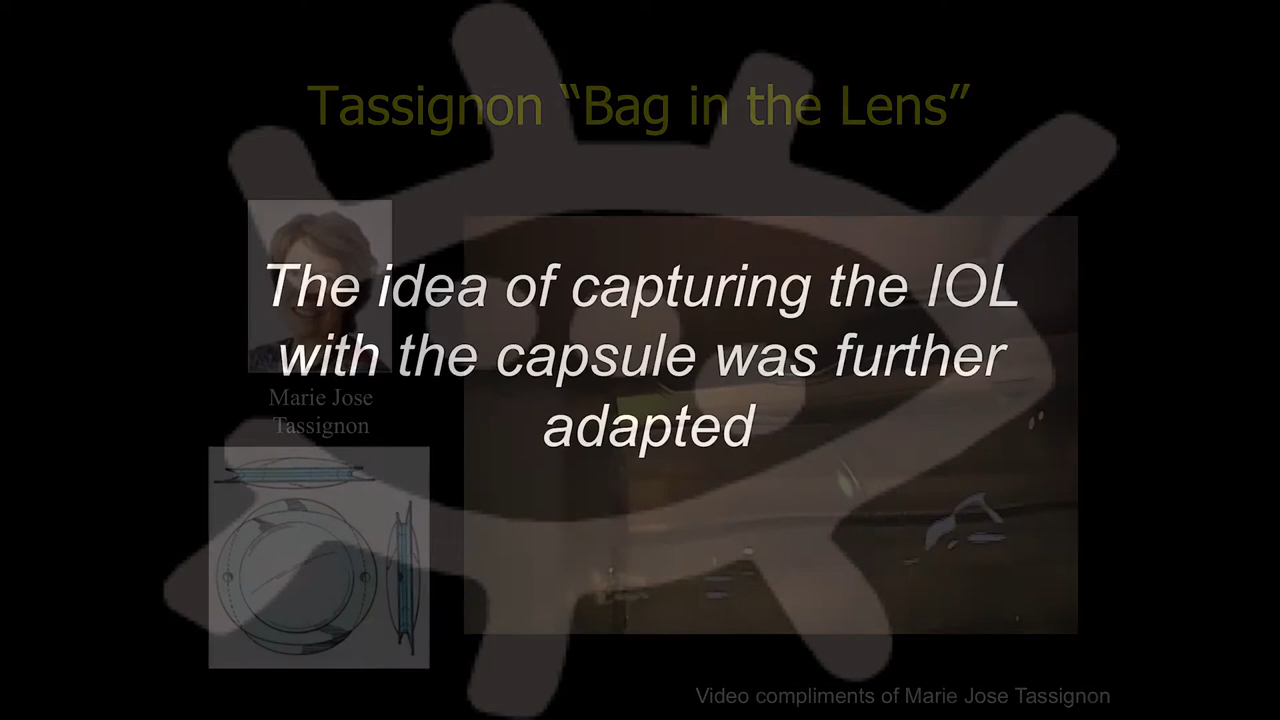 Tassignon “Bag in the Lens”
The idea of capturing the IOL
with the capsule was further
adapted
Marie Jose
Tassignon
Video compliments of Marie Jose Tassignon